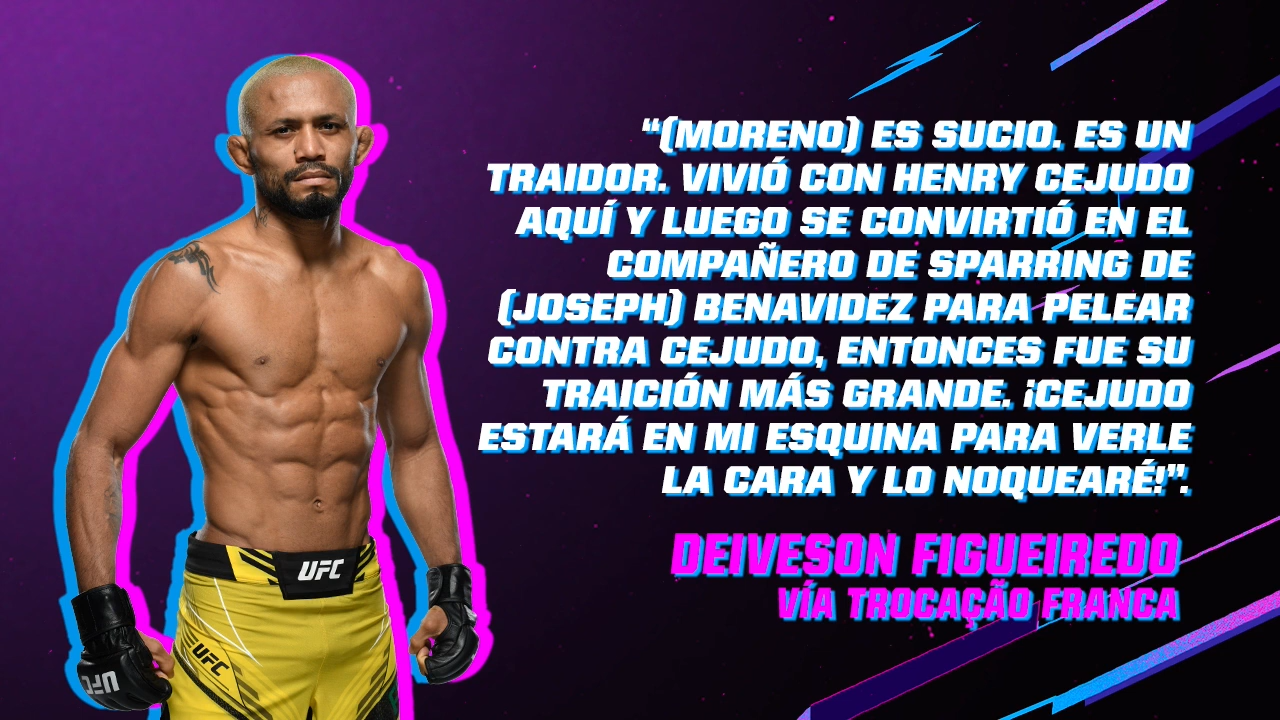 “(MORENO) ES SUCIO. ES UN
TRAIDOR. VIVIÓ CON HENRY CEJUDO
AQUÍ Y LUEGO SE CONVIRTIÓ EN EL
COMPAÑERO DE SPARRING DE
(JOSEPH) BENAVIDEZ PARA PELEAR
CONTRA CEJUDO, ENTONCES FUE SU
TRAICIÓN MÁS GRANDE. ¡CEJUDO
ESTARÁ EN MI ESQUINA PARA VERLE
LA CARA Y LO NOQUEARÉ!”.
DEIVESON FIGUEIREDO
VÍA TROCAÇÃO FRANCA
UFC
UFC
UFC